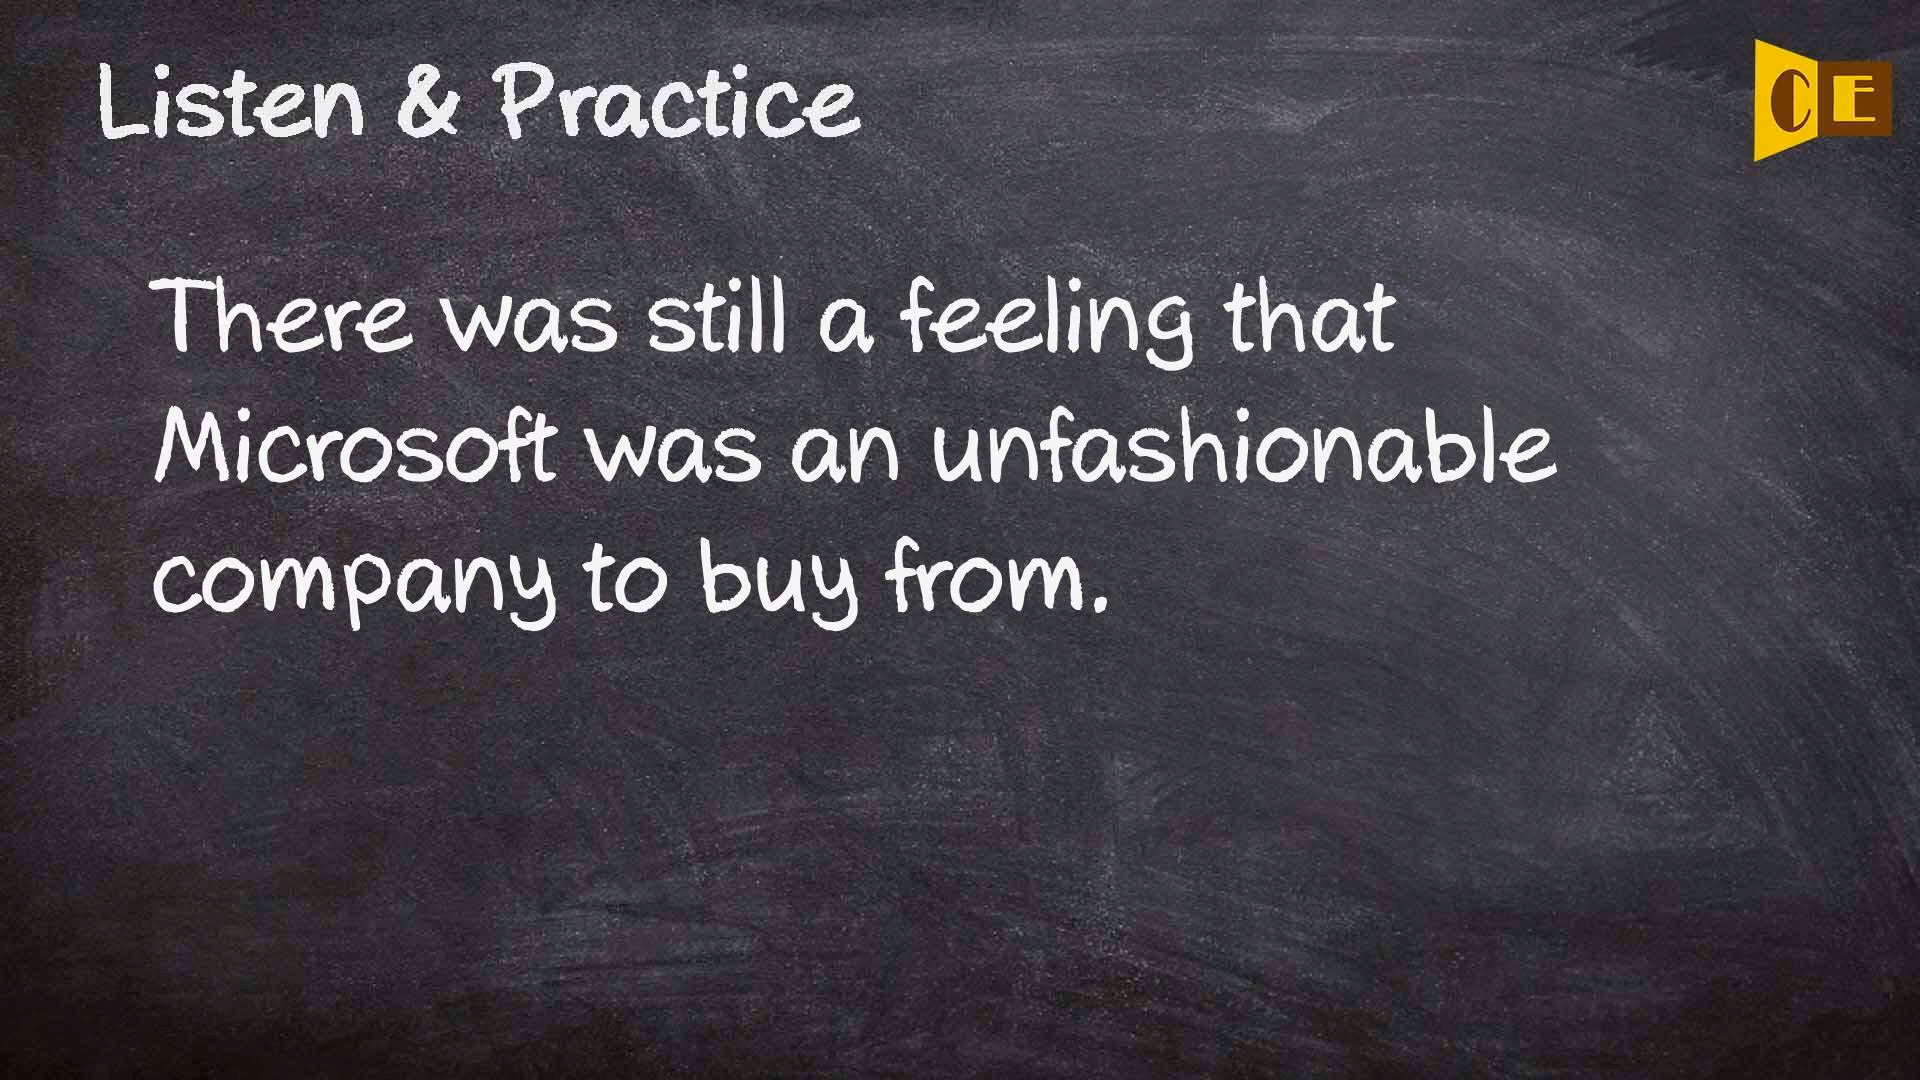 Listen & Practice
CE
There was still a feeling that
Microsoft was an unfashionable
company to buy from.